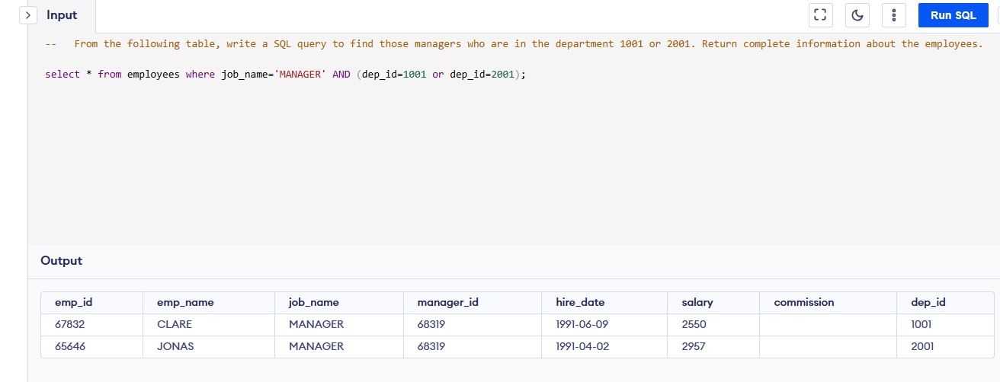 Input
Run SQL
--   From the following table, write a SQL query to find those managers who are in the department 1001 or 2001. Return complete information about the employees.
select * from employees where job_name='MANAGER' AND (dep_id=1001 or dep_id=2001);
Output
emp_id emp_name job_name manager_id hire_date salary commission dep_id
67832 CLARE MANAGER 68319 1991-06-09 2550 1001
65646 JONAS MANAGER 68319 1991-04-02 2957 2001